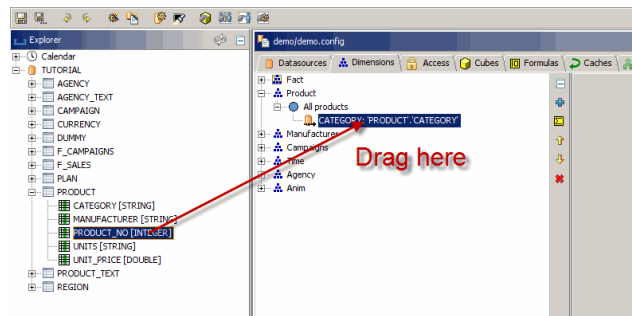 Explorer
demo/demo.config
Calendar
TUTORIAL
AGENCY
AGENCY_TEXT
CAMPAIGN
CURRENCY
DUMMY
F_CAMPAIGNS
F_SALES
PLAN
PRODUCT
CATEGORY [STRING]
MANUFACTURER [STRING]
PRODUCT_NO [INTEGER]
UNITS [STRING]
UNIT_PRICE [DOUBLE]
PRODUCT_TEXT
REGION
Datasources Dimensions Access Cubes Formulas Caches
Fact
Product
All products
CATEGORY: 'PRODUCT'.'CATEGORY'
Manufacturer
Campaigns
Time
Agency
Anim
Drag here